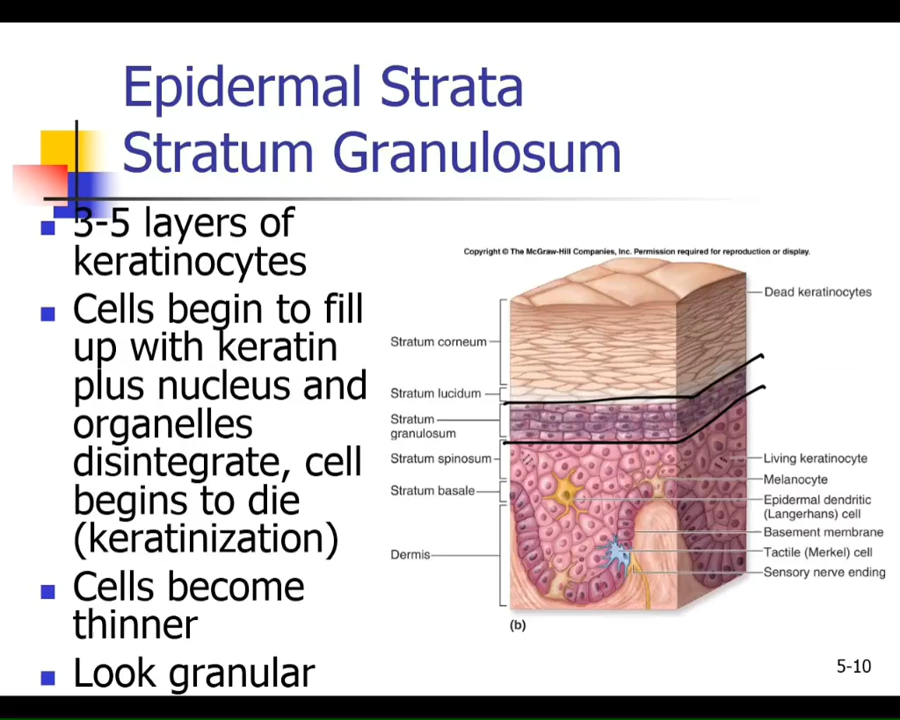 Epidermal Strata
Stratum Granulosum
3-5 layers of
keratinocytes
Cells begin to fill
up with keratin
plus nucleus and
organelles
disintegrate, cell
begins to die
(keratinization)
Cells become
thinner
Look granular
Copyright © The McGraw-Hill Companies, Inc. Permission required for reproduction or display.
Stratum corneum
Stratum lucidum
Stratum
granulosum
Stratum spinosum
Stratum basale
Dermis
Dead keratinocytes
Living keratinocyte
Melanocyte
Epidermal dendritic
(Langerhans) cell
Basement membrane
Tactile (Merkel) cell
Sensory nerve ending
(b)
5-10